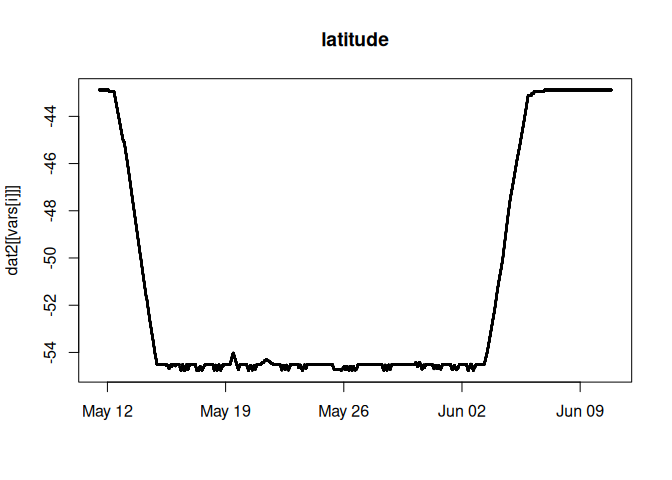 latitude
dat2[[vars[i]]]
-44
-46
-48
-50
-52
-54
May 12
May 19
May 26
Jun 02
Jun 09